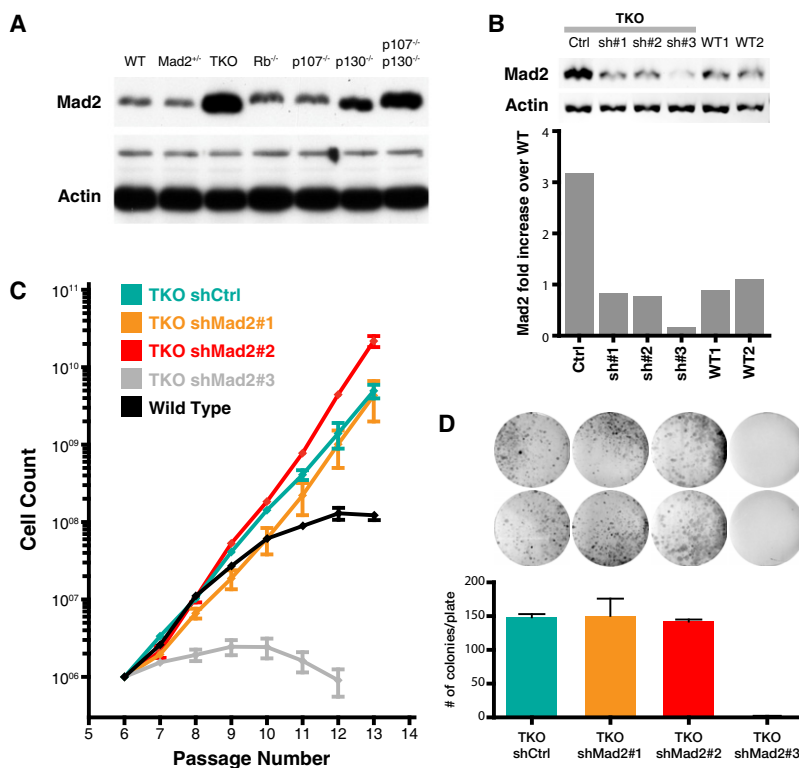 A
WT Mad2+/- TKO Rb-/- p107-/- p130-/- p107-/- p130-/-
Mad2
Actin
B
TKO
Ctrl sh#1 sh#2 sh#3 WT1 WT2
Mad2
Actin
Mad2 fold increase over WT
4
3
2
1
0
Ctrl sh#1 sh#2 sh#3 WT1 WT2
C
TKO shCtrl
TKO shMad2#1
TKO shMad2#2
TKO shMad2#3
Wild Type
Cell Count
10^11
10^10
10^09
10^08
10^07
10^06
5 6 7 8 9 10 11 12 13 14
Passage Number
D
# of colonies/plate
200
150
100
50
0
TKO shCtrl
TKO shMad2#1
TKO shMad2#2
TKO shMad2#3